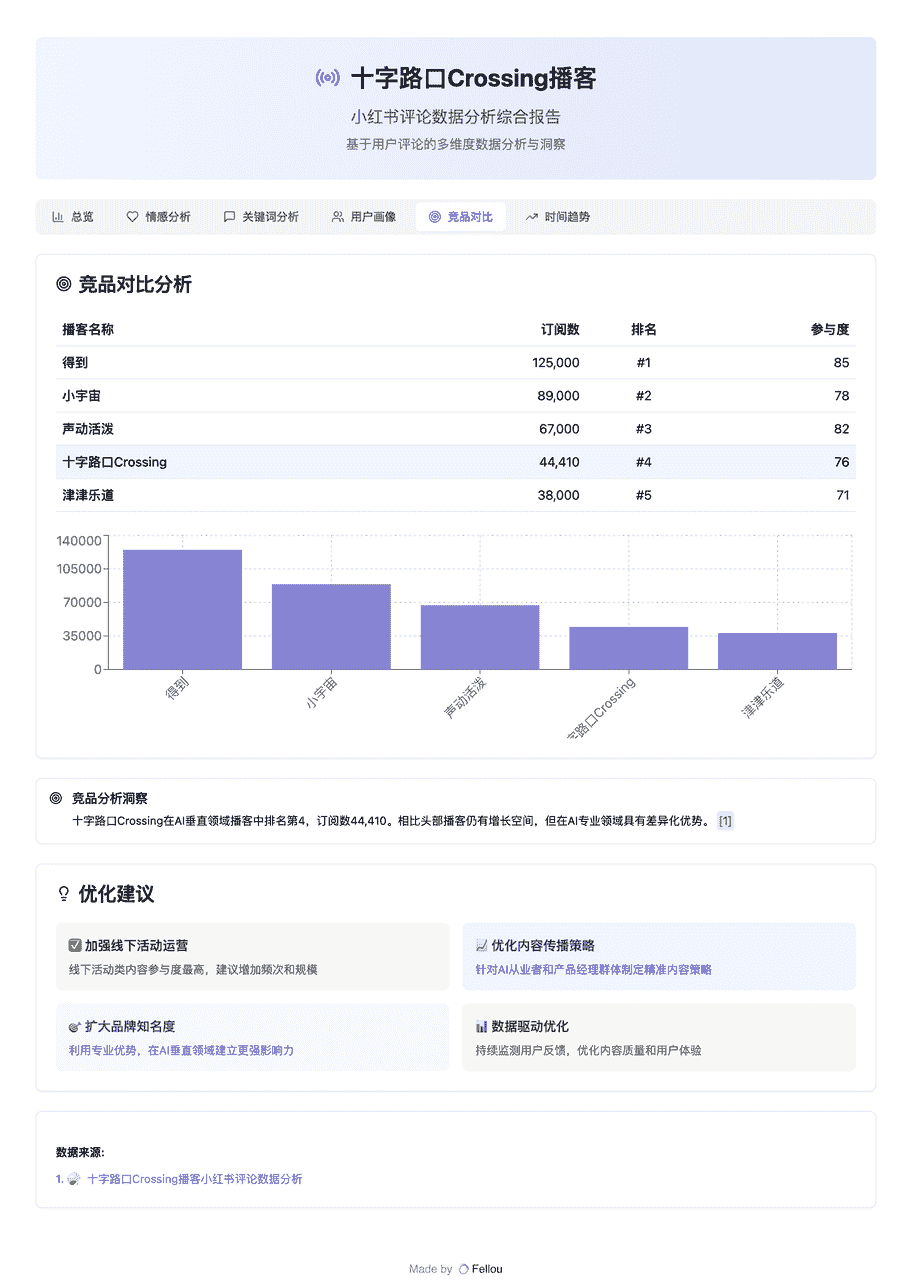 十字路口Crossing播客
小红书评论数据分析综合报告
基于用户评论的多维度数据分析与洞察
总览 情感分析 关键词分析 用户画像 竞品对比 时间趋势
竞品对比分析
播客名称 订阅数 排名 参与度
得到 125,000 #1 85
小宇宙 89,000 #2 78
声动活泼 67,000 #3 82
十字路口Crossing 44,410 #4 76
津津乐道 38,000 #5 71
140000
105000
70000
35000
0
得到 小宇宙 声动活泼 字路口Crossing 津津乐道
竞品分析洞察
十字路口Crossing在AI垂直领域播客中排名第4，订阅数44,410。相比头部播客仍有增长空间，但在AI专业领域具有差异化优势。 [1]
优化建议
加强线下活动运营
线下活动类内容参与度最高，建议增加频次和规模
优化内容传播策略
针对AI从业者和产品经理群体制定精准内容策略
扩大品牌知名度
利用专业优势，在AI垂直领域建立更强影响力
数据驱动优化
持续监测用户反馈，优化内容质量和用户体验
数据来源:
1. 十字路口Crossing播客小红书评论数据分析
Made by Fellou